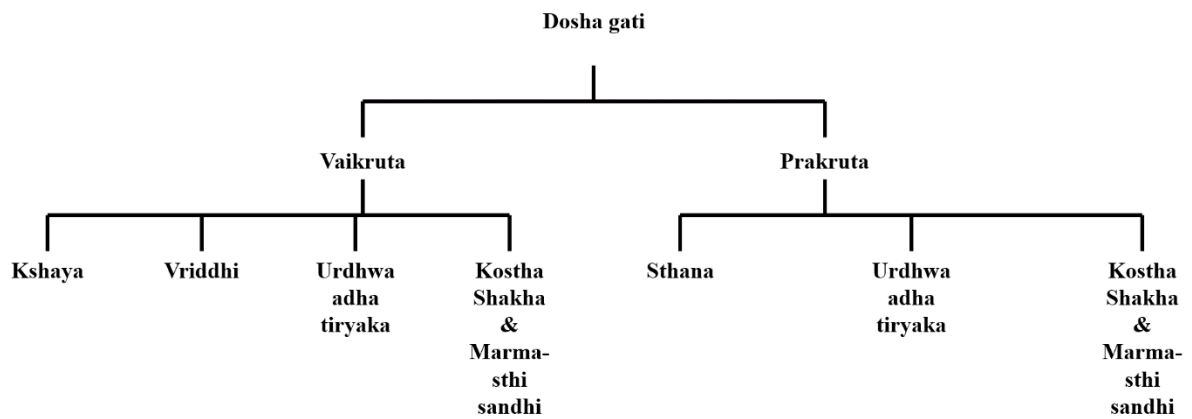 Dosha gati
Vaikruta
Prakruta
Kshaya
Vriddhi
Urdhwa
adha
tiryaka
Kostha
Shakha
&
Marma-
sthi
sandhi
Sthana
Urdhwa
adha
tiryaka
Kostha
Shakha
&
Marma-
sthi
sandhi